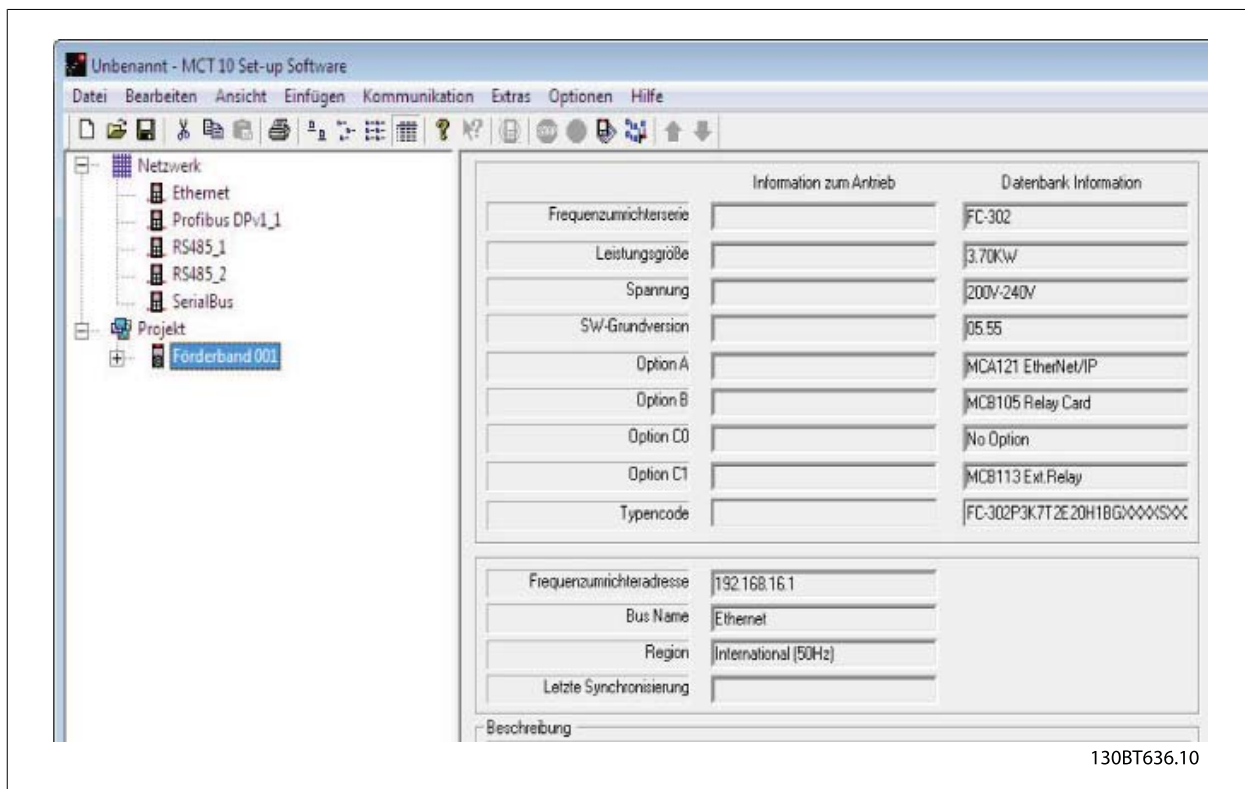 Unbenannt - MCT 10 Set-up Software
Datei Bearbeiten Ansicht Einfügen Kommunikation Extras Optionen Hilfe
Netzwerk
Ethernet
Profibus DPv1_1
RS485_1
RS485_2
SerialBus
Projekt
Förderband 001
Information zum Antrieb Datenbank Information
Frequenzumrichterserie FC-302
Leistungsgröße 3.70KW
Spannung 200V-240V
SW-Grundversion 05.55
Option A MCA121 EtherNet/IP
Option B MCB105 Relay Card
Option C0 No Option
Option C1 MCB113 Ext.Relay
Typencode FC-302P3K7T2E20H1BGXXXXSXX
Frequenzumrichteradresse 192.168.16.1
Bus Name Ethernet
Region International (50Hz)
Letzte Synchronisierung
Beschreibung
130BT636.10